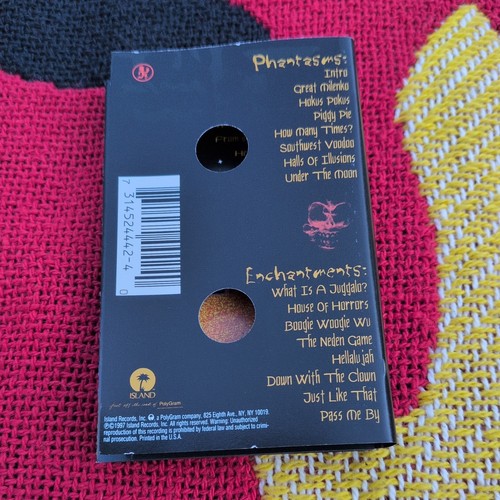 Phantasms:
Intro
Great Milenko
Hokus Pokus
Piggy Pie
How Many Times?
Southwest Voodoo
Halls Of Illusions
Under The Moon
Enchantments:
What Is A Juggalo?
House Of Horrors
Boogie Woogie Wu
The Neden Game
Hellalujah
Down With The Clown
Just Like That
Pass Me By
7 314524442-4 0
ISLAND
PolyGram
Island Records, Inc. a PolyGram company, 825 Eighth Ave., NY, NY 10019.
℗©1997 Island Records, Inc. All rights reserved. Warning: Unauthorized
reproduction of this recording is prohibited by federal law and subject to crimi-
nal prosecution. Printed in the U.S.A.